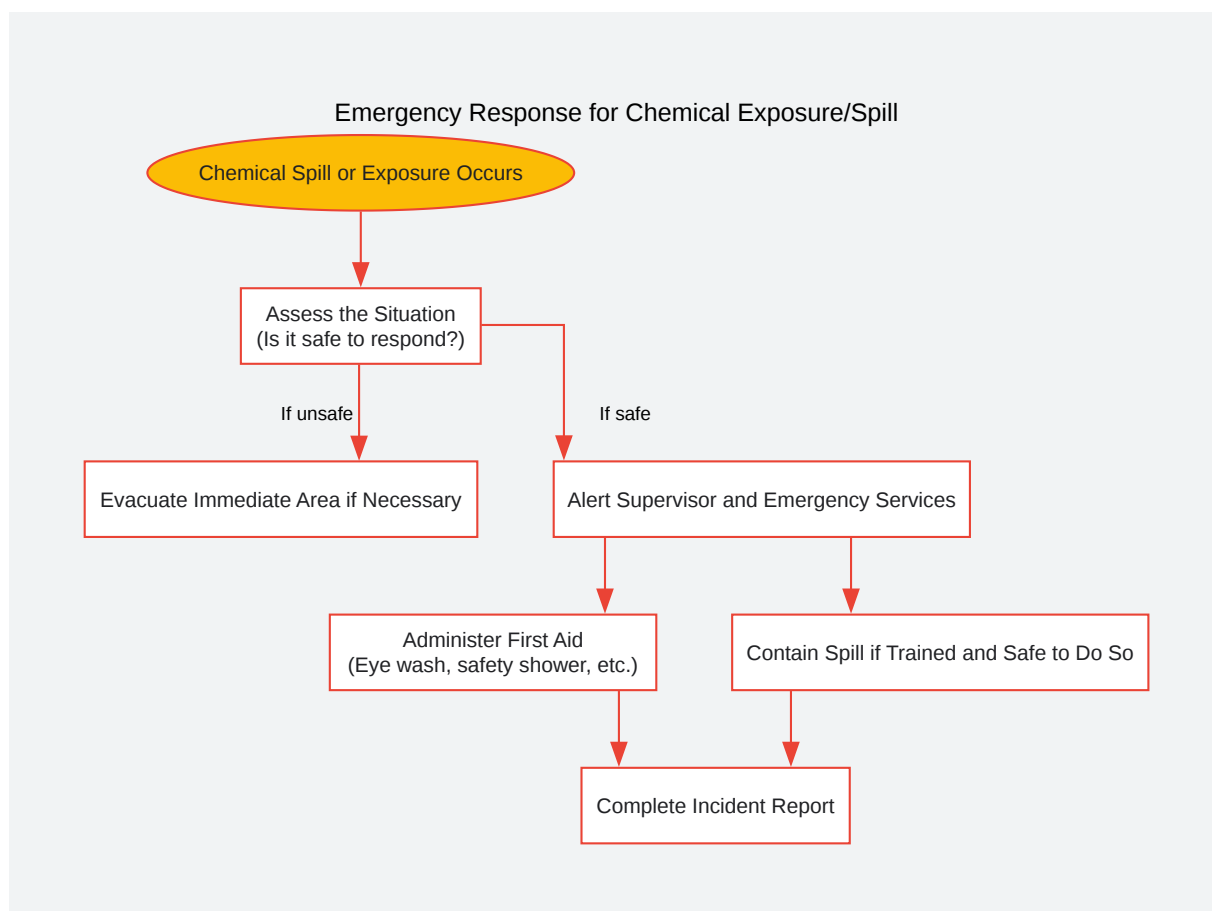 Emergency Response for Chemical Exposure/Spill
Chemical Spill or Exposure Occurs
Assess the Situation
(Is it safe to respond?)
If unsafe
If safe
Evacuate Immediate Area if Necessary
Alert Supervisor and Emergency Services
Administer First Aid
(Eye wash, safety shower, etc.)
Contain Spill if Trained and Safe to Do So
Complete Incident Report